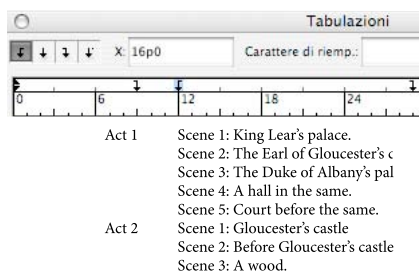 Tabulazioni
X: 16p0 Carattere di riemp.:
0 6 12 18 24
Act 1 Scene 1: King Lear's palace.
Scene 2: The Earl of Gloucester's c
Scene 3: The Duke of Albany's pal
Scene 4: A hall in the same.
Scene 5: Court before the same.
Act 2 Scene 1: Gloucester's castle
Scene 2: Before Gloucester's castle
Scene 3: A wood.